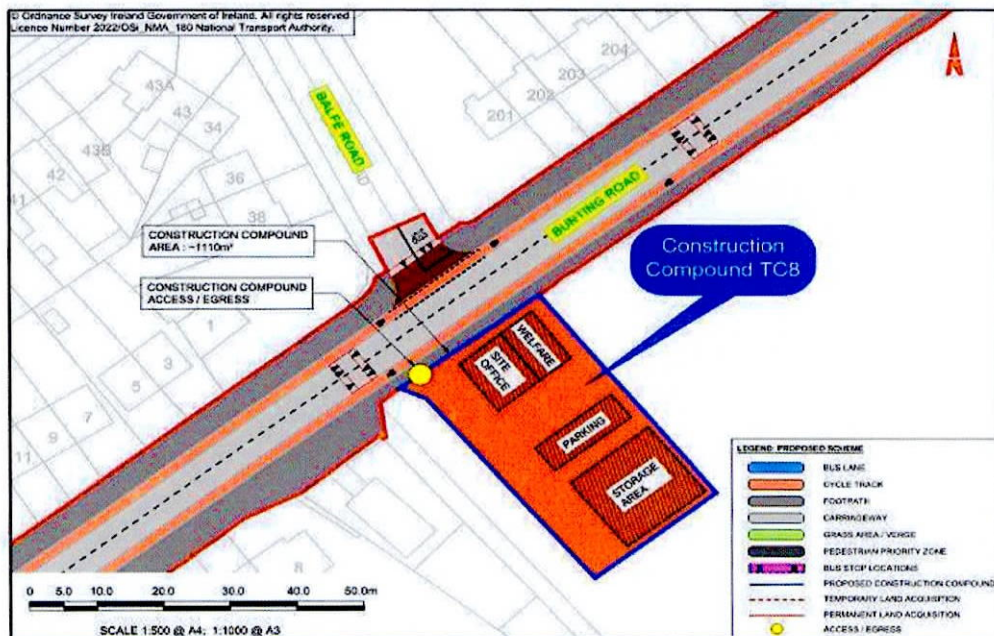 © Ordnance Survey Ireland Government of Ireland. All rights reserved
Licence Number 2022/OSi_NMA_180 National Transport Authority.
43A
43
34
43B
42
41
36
38
BALFE ROAD
204
203
202
201
BUNTING ROAD
CONSTRUCTION COMPOUND
AREA : ~1110m²
CONSTRUCTION COMPOUND
ACCESS / EGRESS
Construction
Compound TC8
1
3
5
7
9
11
8
SITE
OFFICE
WELFARE
PARKING
STORAGE
AREA
LEGEND: PROPOSED SCHEME
BUS LANE
CYCLE TRACK
FOOTPATH
CARRIAGEWAY
GRASS AREA / VERGE
PEDESTRIAN PRIORITY ZONE
BUS STOP LOCATIONS
PROPOSED CONSTRUCTION COMPOUND
TEMPORARY LAND ACQUISITION
PERMANENT LAND ACQUISITION
ACCESS / EGRESS
0 5.0 10.0 20.0 30.0 40.0 50.0m
SCALE 1:500 @ A4; 1:1000 @ A3